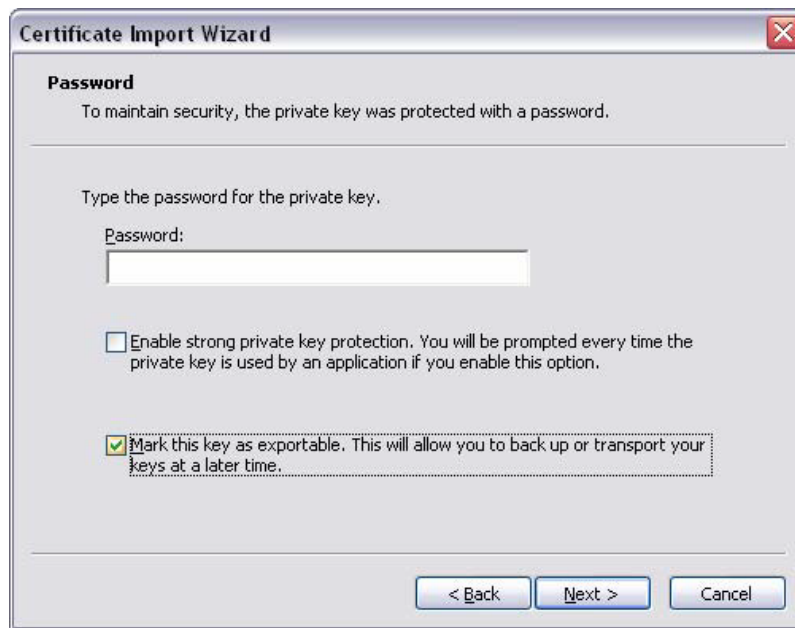 Certificate Import Wizard
Password
To maintain security, the private key was protected with a password.
Type the password for the private key.
Password:
Enable strong private key protection. You will be prompted every time the
private key is used by an application if you enable this option.
Mark this key as exportable. This will allow you to back up or transport your
keys at a later time.
< Back
Next >
Cancel